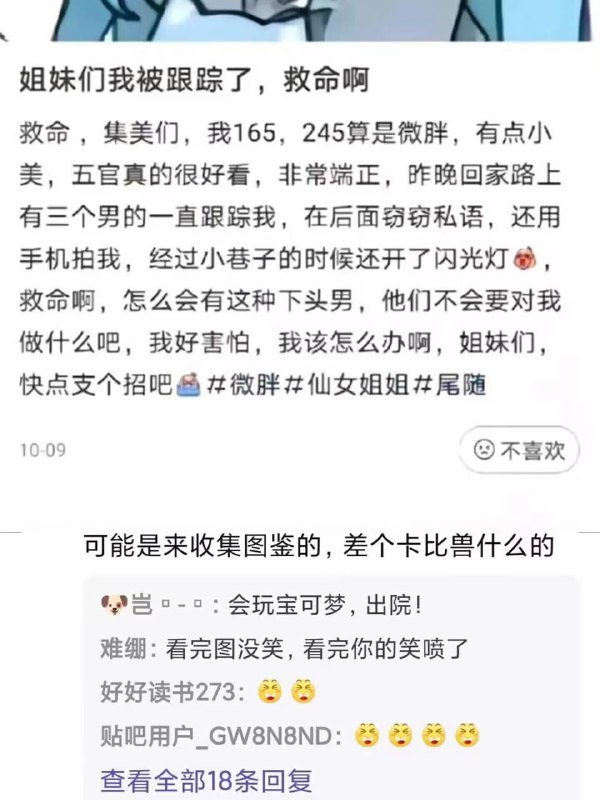 姐妹们我被跟踪了，救命啊
救命，集美们，我165，245算是微胖，有点小
美，五官真的很好看，非常端正，昨晚回家路上
有三个男的一直跟踪我，在后面窃窃私语，还用
手机拍我，经过小巷子的时候还开了闪光灯，
救命啊，怎么会有这种下头男，他们不会要对我
做什么吧，我好害怕，我该怎么办啊，姐妹们，
快点支个招吧 #微胖#仙女姐姐#尾随
10-09
不喜欢
可能是来收集图鉴的，差个卡比兽什么的
岂▫-▫：会玩宝可梦，出院！
难绷：看完图没笑，看完你的笑喷了
好好读书273：
贴吧用户_GW8N8ND：
查看全部18条回复